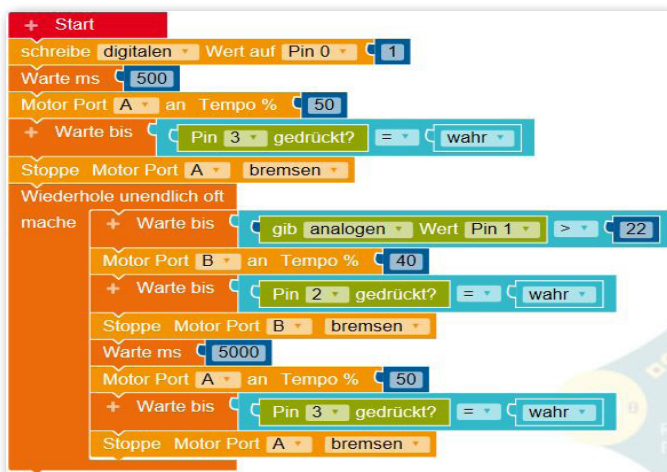 + Start
schreibe digitalen Wert auf Pin 0 1
Warte ms 500
Motor Port A an Tempo % 50
+ Warte bis Pin 3 gedrückt? = wahr
Stoppe Motor Port A bremsen
Wiederhole unendlich oft
mache + Warte bis gib analogen Wert Pin 1 > 22
Motor Port B an Tempo % 40
+ Warte bis Pin 2 gedrückt? = wahr
Stoppe Motor Port B bremsen
Warte ms 5000
Motor Port A an Tempo % 50
+ Warte bis Pin 3 gedrückt? = wahr
Stoppe Motor Port A bremsen